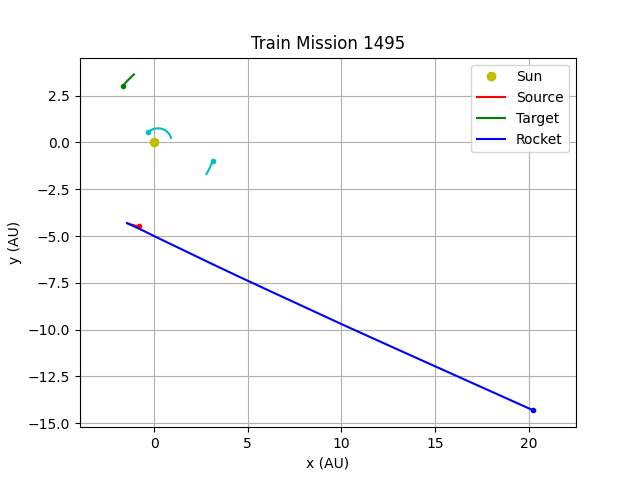 Train Mission 1495
Sun
Source
Target
Rocket
2.5
0.0
−2.5
−5.0
−7.5
−10.0
−12.5
−15.0
y (AU)
0
5
10
15
20
x (AU)